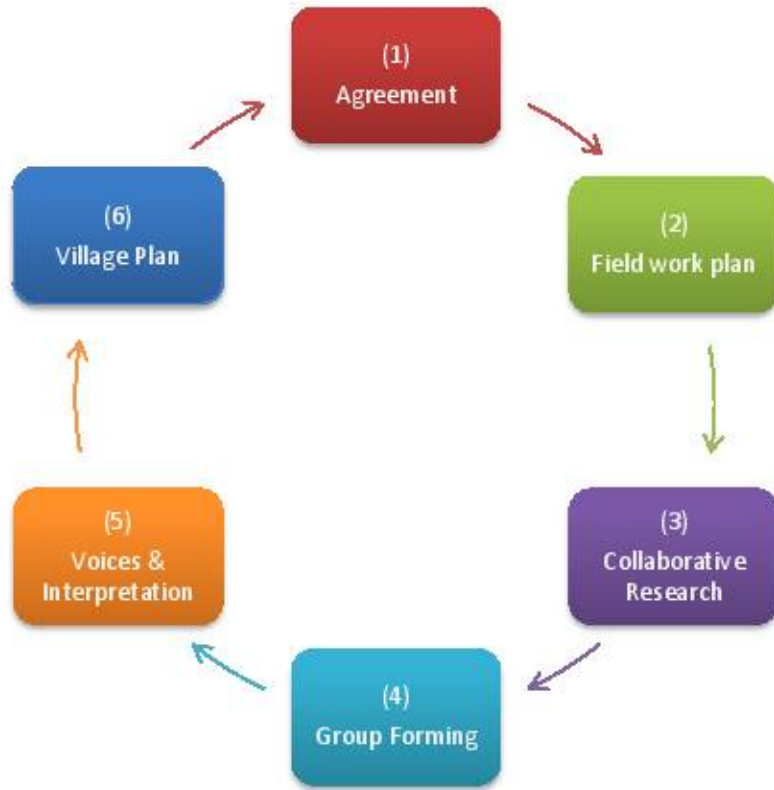 (1)
Agreement
(2)
Field work plan
(3)
Collaborative
Research
(4)
Group Forming
(5)
Voices &
Interpretation
(6)
Village Plan